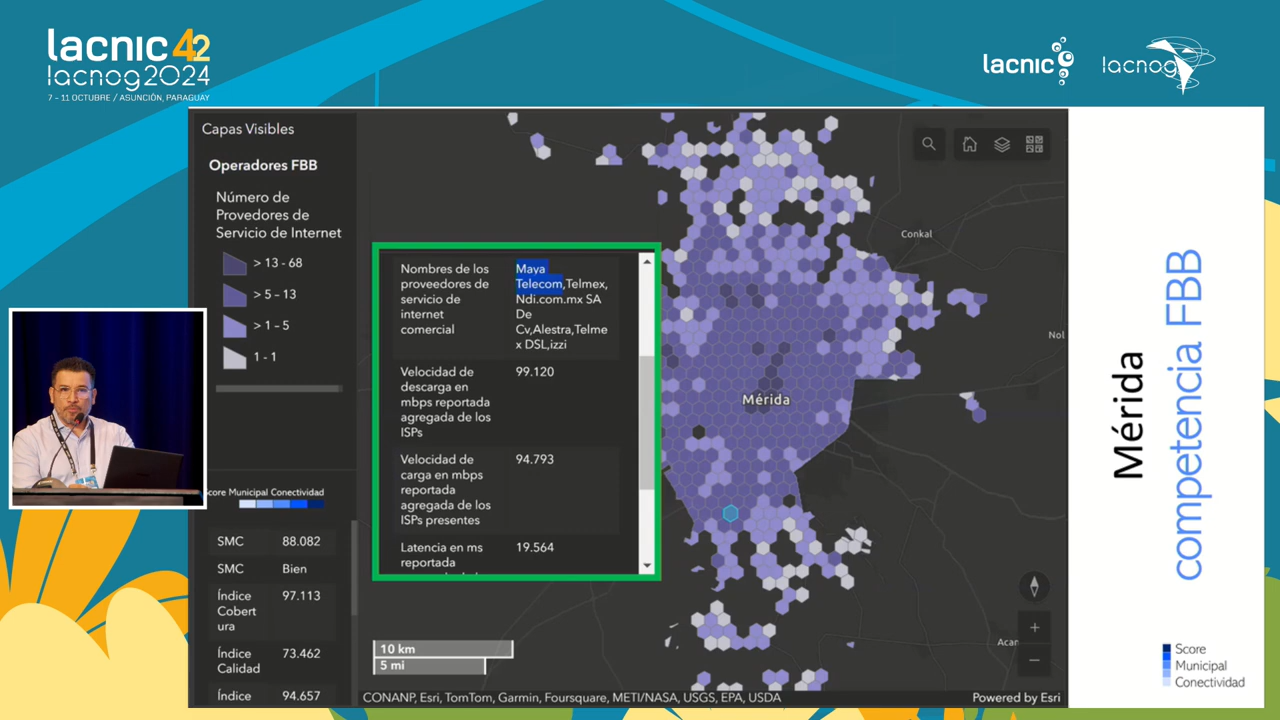 lacnic 42
lacnog2024
7 - 11 OCTUBRE / ASUNCIÓN, PARAGUAY
lacnic
lacnog
Capas Visibles
Operadores FBB
Número de
Provedores de
Servicio de Internet
> 13 - 68
> 5 - 13
> 1 - 5
1 - 1
core Municipal Conectividad
SMC 88.082
SMC Bien
Índice
Cobert
ura
97.113
Índice
Calidad
73.462
Índice 94.657
Nombres de los
proveedores de
servicio de
internet
comercial
Maya
Telecom,Telmex,
Ndi.com.mx SA
De
Cv,Alestra,Telme
x DSL,izzi
Velocidad de
descarga en
mbps reportada
agregada de los
ISPs
99.120
Velocidad de
carga en mbps
reportada
agregada de los
ISPs presentes
94.793
Latencia en ms
reportada
19.564
Conkal
Nol
Mérida
Acan
10 km
5 mi
CONANP, Esri, TomTom, Garmin, Foursquare, METI/NASA, USGS, EPA, USDA
Powered by Esri
Mérida
competencia FBB
Score
Municipal
Conectividad